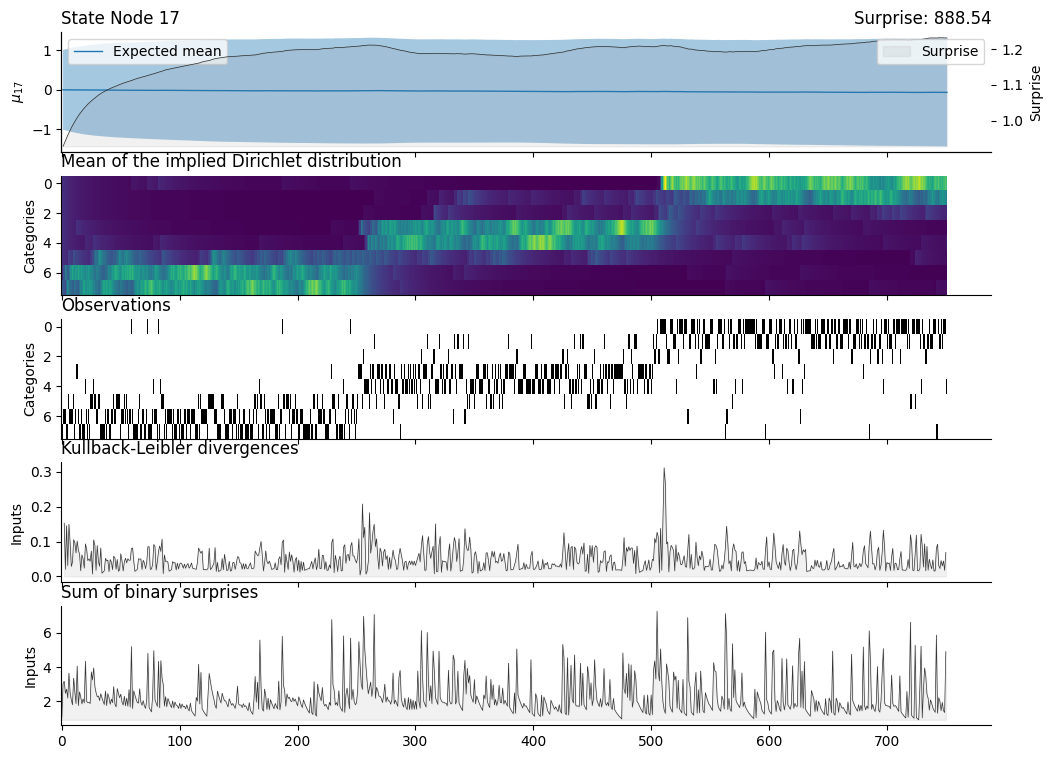 State Node 17 Surprise: 888.54
1
0
−1
μ17
Expected mean
Surprise
1.2
1.1
1.0
Surprise
Mean of the implied Dirichlet distribution
0
2
4
6
Categories
Observations
0
2
4
6
Categories
Kullback-Leibler divergences
0.3
0.2
0.1
0.0
Inputs
Sum of binary surprises
6
4
2
Inputs
0 100 200 300 400 500 600 700